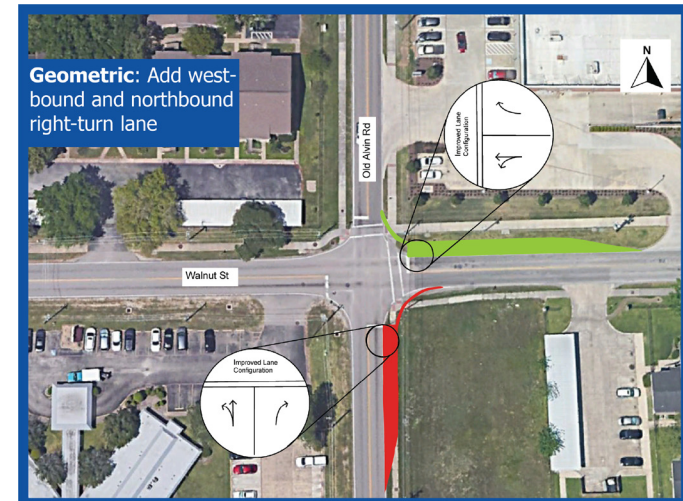 Geometric: Add west-
bound and northbound
right-turn lane
N
Old Alvin Rd
Improved Lane
Configuration
Walnut St
Improved Lane
Configuration